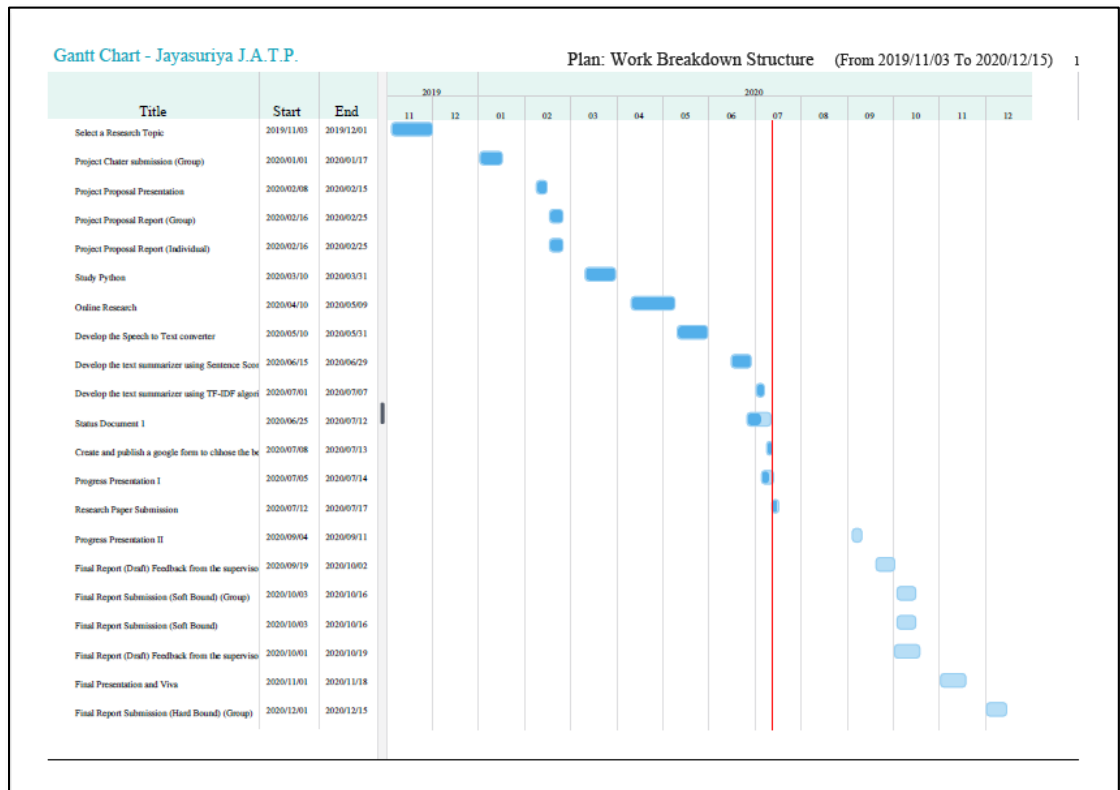 Gantt Chart - Jayasuriya J.A.T.P. Plan: Work Breakdown Structure (From 2019/11/03 To 2020/12/15) 1
2019 2020
Title Start End 11 12 01 02 03 04 05 06 07 08 09 10 11 12
Select a Research Topic 2019/11/03 2019/12/01
Project Chater submission (Group) 2020/01/01 2020/01/17
Project Proposal Presentation 2020/02/08 2020/02/15
Project Proposal Report (Group) 2020/02/16 2020/02/25
Project Proposal Report (Individual) 2020/02/16 2020/02/25
Study Python 2020/03/10 2020/03/31
Online Research 2020/04/10 2020/05/09
Develop the Speech to Text converter 2020/05/10 2020/05/31
Develop the text summarizer using Sentence Scor 2020/06/15 2020/06/29
Develop the text summarizer using TF-IDF algori 2020/07/01 2020/07/07
Status Document 1 2020/06/25 2020/07/12
Create and publish a google form to chhose the be 2020/07/08 2020/07/13
Progress Presentation I 2020/07/05 2020/07/14
Research Paper Submission 2020/07/12 2020/07/17
Progress Presentation II 2020/09/04 2020/09/11
Final Report (Draft) Feedback from the superviso 2020/09/19 2020/10/02
Final Report Submission (Soft Bound) (Group) 2020/10/03 2020/10/16
Final Report Submission (Soft Bound) 2020/10/03 2020/10/16
Final Report (Draft) Feedback from the superviso 2020/10/01 2020/10/19
Final Presentation and Viva 2020/11/01 2020/11/18
Final Report Submission (Hard Bound) (Group) 2020/12/01 2020/12/15